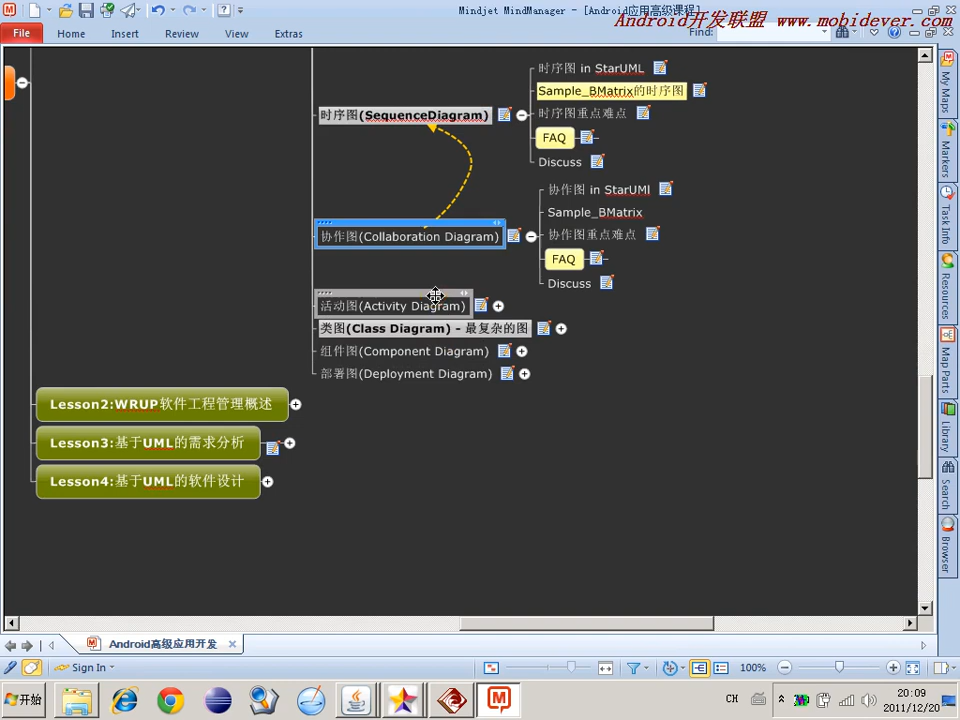 Mindjet MindManager - [Android应用高级课程]
Android开发联盟 www.mobidever.com
File
Home
Insert
Review
View
Extras
Find:
时序图(SequenceDiagram)
时序图 in StarUML
Sample_BMatrix的时序图
时序图重点难点
FAQ
Discuss
协作图(Collaboration Diagram)
协作图 in StarUMl
Sample_BMatrix
协作图重点难点
FAQ
Discuss
活动图(Activity Diagram)
类图(Class Diagram) - 最复杂的图
组件图(Component Diagram)
部署图(Deployment Diagram)
Lesson2:WRUP软件工程管理概述
Lesson3:基于UML的需求分析
Lesson4:基于UML的软件设计
My Maps
Markers
Task Info
Resources
Map Parts
Library
Search
Browser
Android高级应用开发
Sign In
100%
开始
CH
20:09
2011/12/20